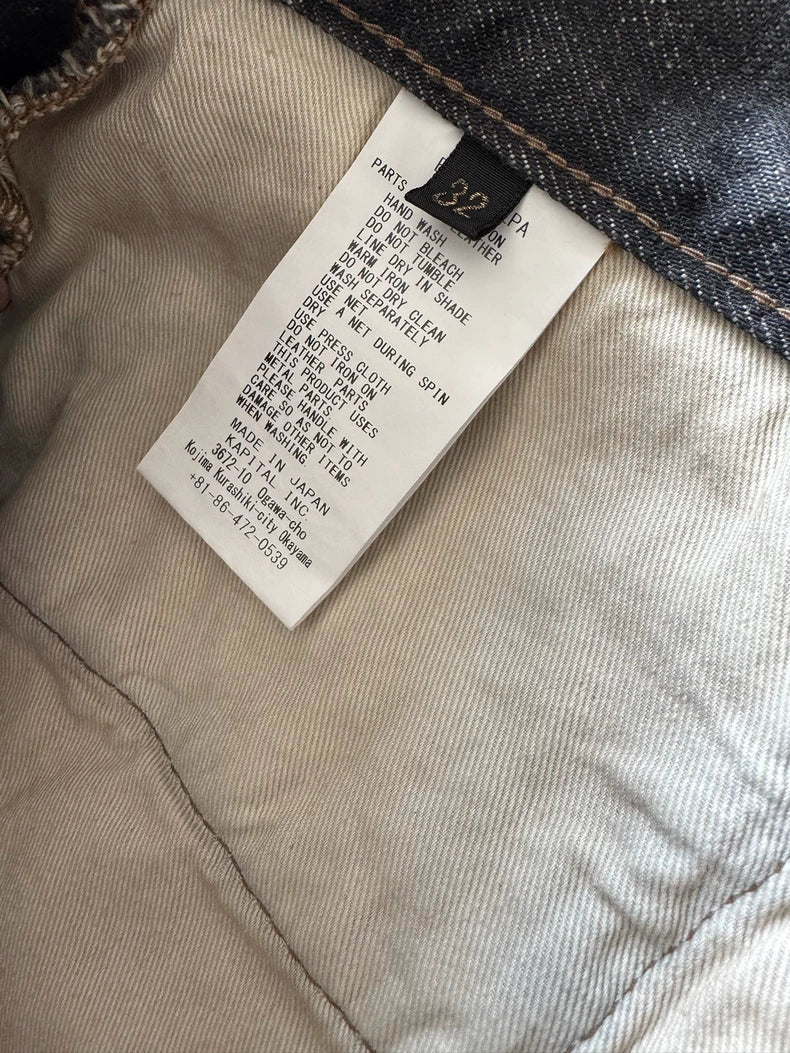 32
PARTS
LEATHER
HAND WASH
DO NOT BLEACH
DO NOT TUMBLE
LINE DRY IN SHADE
WARM IRON
DO NOT DRY CLEAN
WASH SEPARATELY
USE NET.
USE A NET DURING SPIN
DRY
USE PRESS CLOTH
DO NOT IRON ON
LEATHER PARTS
THIS PRODUCT USES
METAL PARTS.
PLEASE HANDLE WITH
CARE SO AS NOT TO
DAMAGE OTHER ITEMS
WHEN WASHING.
MADE IN JAPAN
KAPITAL INC.
3672-10 Ogawa-cho
Kojima Kurashiki-city Okayama
+81-86-472-0539